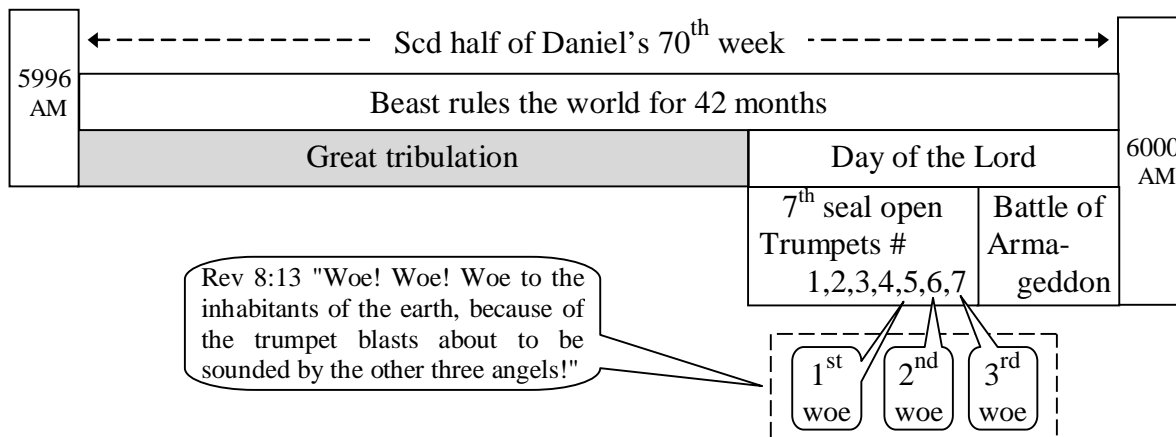 Scd half of Daniel's 70th week
5996
AM
Beast rules the world for 42 months
Great tribulation
Day of the Lord
6000
AM
7th seal open
Trumpets #
1,2,3,4,5,6,7
Battle of
Arma-
geddon
Rev 8:13 "Woe! Woe! Woe to the
inhabitants of the earth, because of
the trumpet blasts about to be
sounded by the other three angels!"
1st
woe
2nd
woe
3rd
woe